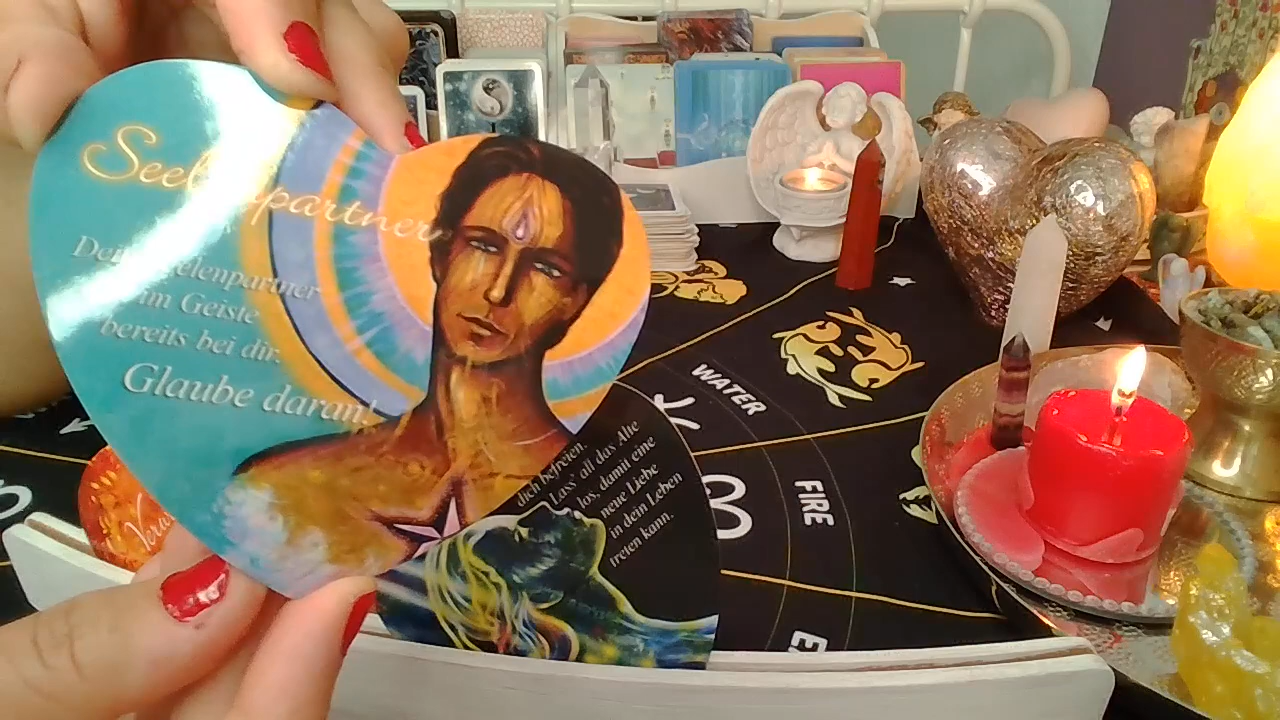 Seelenpartner
Dein Seelenpartner
im Geiste
bereits bei dir.
Glaube daran!
dich befreien.
Lass' all das Alte
los, damit eine
neue Liebe
in dein Leben
treten kann.
WATER
FIRE